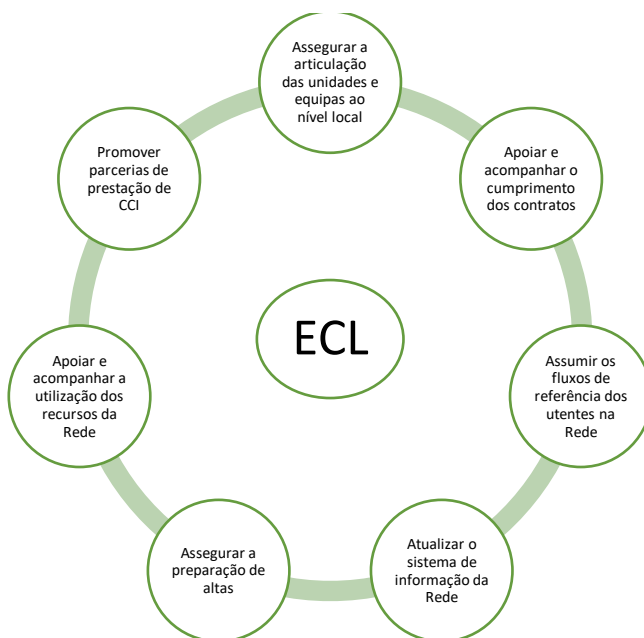 Assegurar a
articulação
das unidades e
equipas ao
nível local
Apoiar e
acompanhar o
cumprimento
dos contratos
Assumir os
fluxos de
referência dos
utentes na
Rede
Atualizar o
sistema de
informação da
Rede
Assegurar a
preparação de
altas
Apoiar e
acompanhar a
utilização dos
recursos da
Rede
Promover
parcerias de
prestação de
CCI
ECL